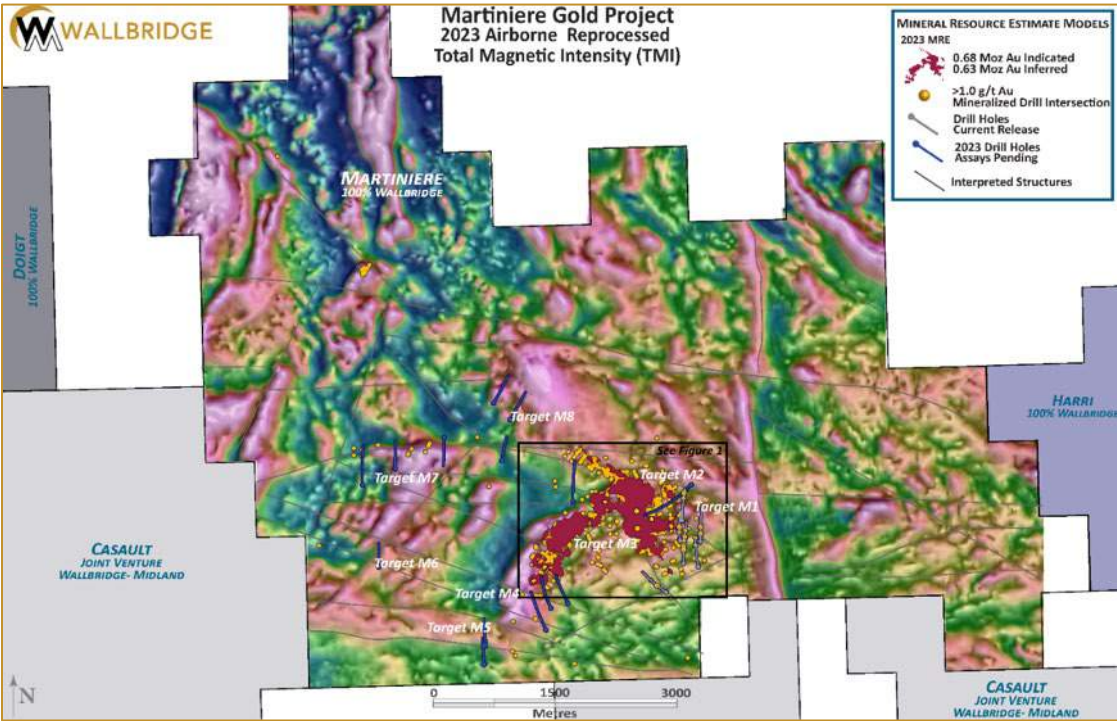 WALLBRIDGE
Martiniere Gold Project
2023 Airborne Reprocessed
Total Magnetic Intensity (TMI)
MINERAL RESOURCE ESTIMATE MODELS
2023 MRE
0.68 Moz Au Indicated
0.63 Moz Au Inferred
>1.0 g/t Au
Mineralized Drill Intersection
Drill Holes
Current Release
2023 Drill Holes
Assays Pending
Interpreted Structures
MARTINIERE
100% WALLBRIDGE
DOIGT
100% WALLBRIDGE
HARRI
100% WALLBRIDGE
Target M8
See Figure 1
Target M7
Target M2
Target M1
Target M3
Target M6
Target M4
Target M5
CASAULT
JOINT VENTURE
WALLBRIDGE- MIDLAND
N
0 1500 3000
Metres
CASAULT
JOINT VENTURE
WALLBRIDGE- MIDLAND